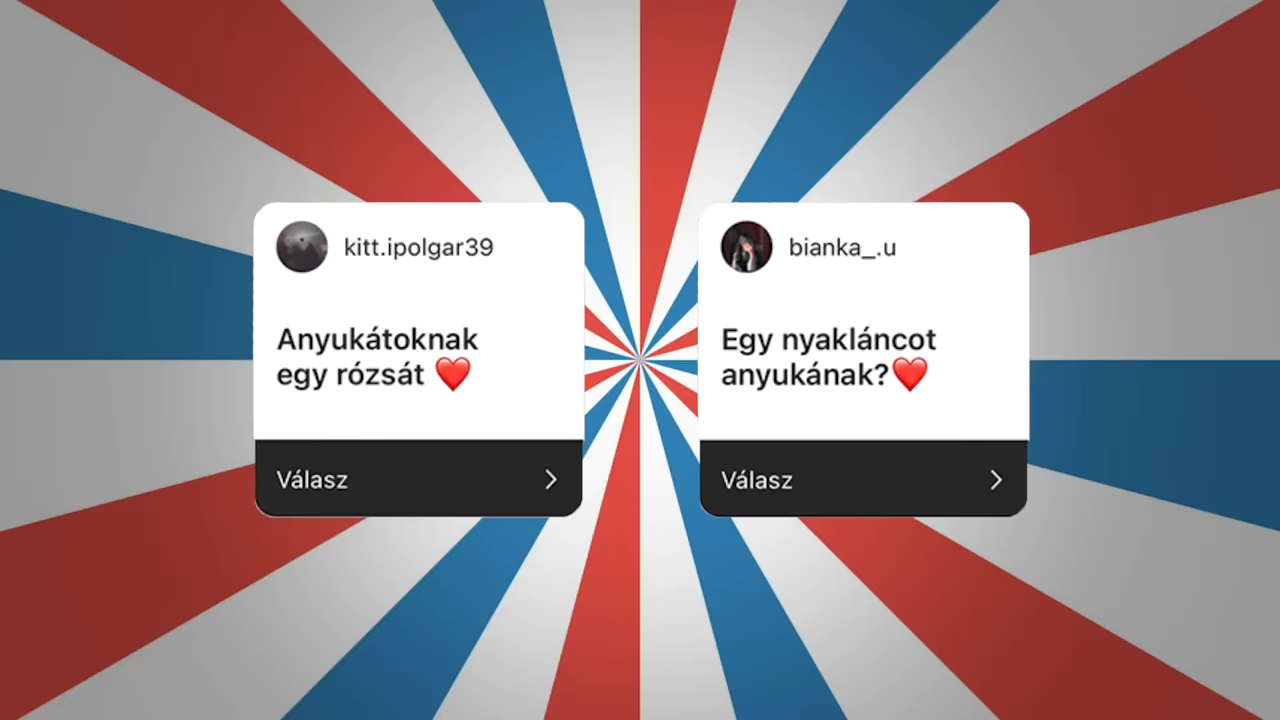 kitt.ipolgar39
Anyukátoknak
egy rózsát ❤️
Válasz
bianka_.u
Egy nyakláncot
anyukának?❤️
Válasz